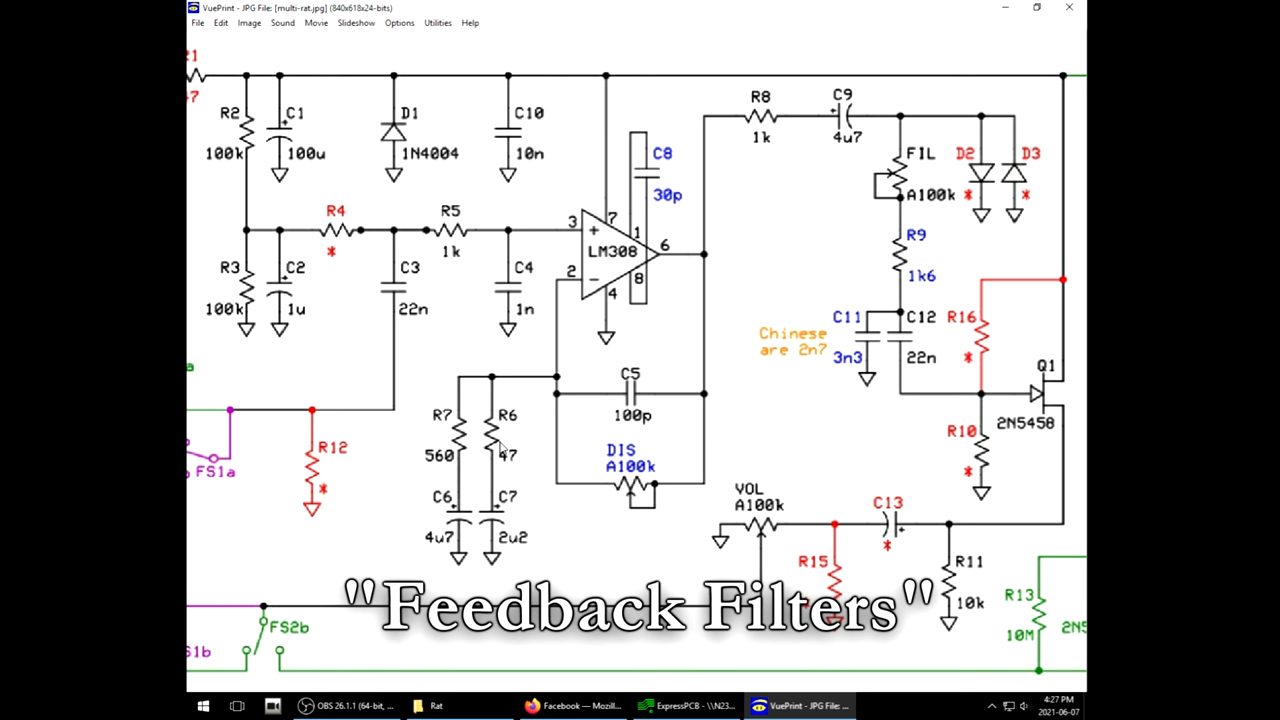 VuePrint - JPG File: [multi-rat.jpg] (840x618x24-bits)
File Edit Image Sound Movie Slideshow Options Utilities Help
R1
47
R2
100k
C1
100u
D1
1N4004
C10
10n
R8
1k
C9
4u7
FIL
A100k
D2
*
D3
*
C8
30p
R4
*
R5
1k
3
+
7
1
LM308
6
2
−
4
8
R3
100k
C2
1u
C3
22n
C4
1n
R9
1k6
Chinese
are 2n7
C11
3n3
C12
22n
R16
*
Q1
2N5458
a
C5
100p
R7
560
R6
47
DIS
A100k
R10
*
FS1a
R12
*
C6
4u7
C7
2u2
VOL
A100k
C13
*
R15
R11
10k
R13
10M
2N5
"Feedback Filters"
FS2b
S1b
OBS 26.1.1 (64-bit, ...
Rat
Facebook — Mozill...
ExpressPCB - \\N23...
VuePrint - JPG File: ...
4:27 PM
2021-06-07